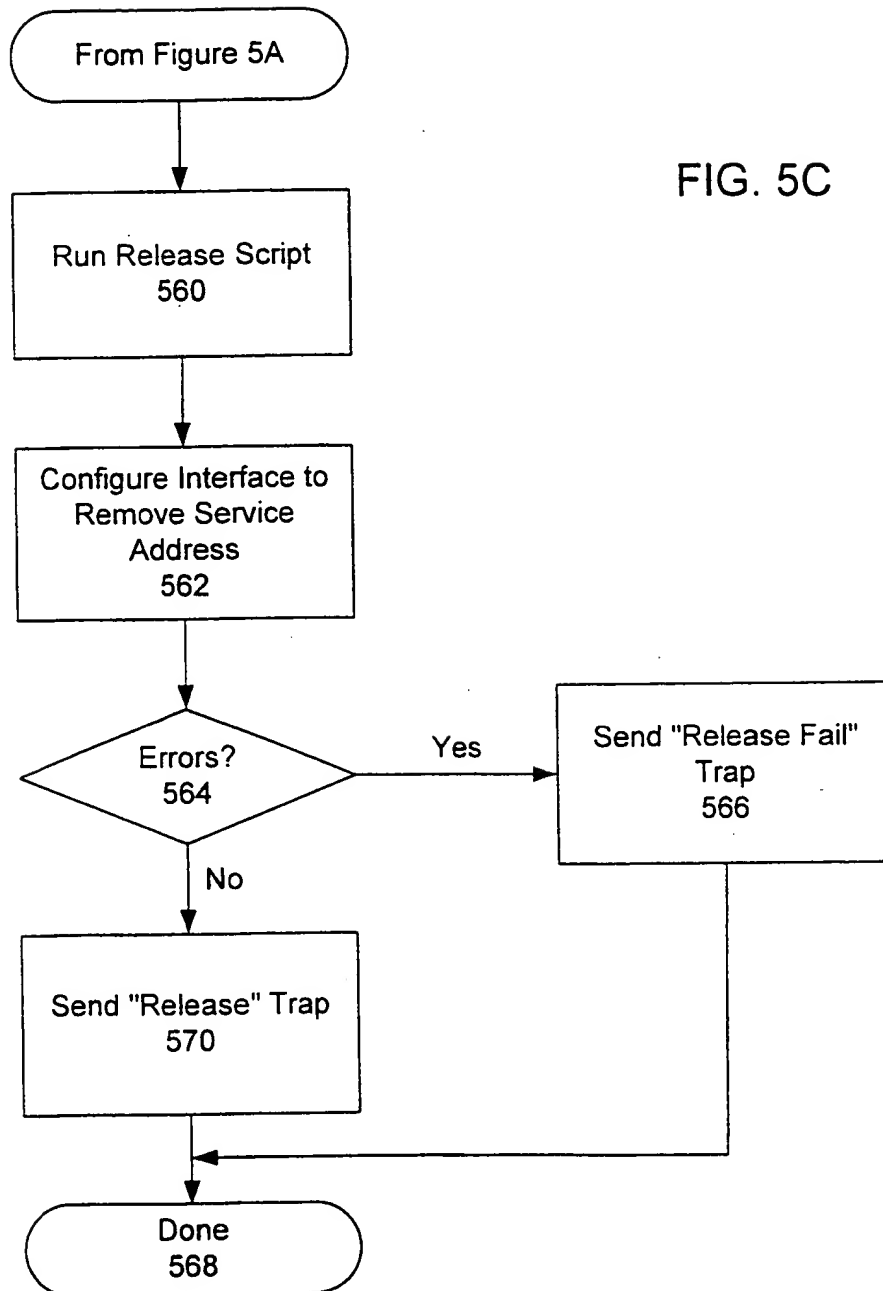 From Figure 5A
FIG. 5C
Run Release Script
560
Configure Interface to
Remove Service
Address
562
Errors?
564
Yes
Send "Release Fail"
Trap
566
No
Send "Release" Trap
570
Done
568